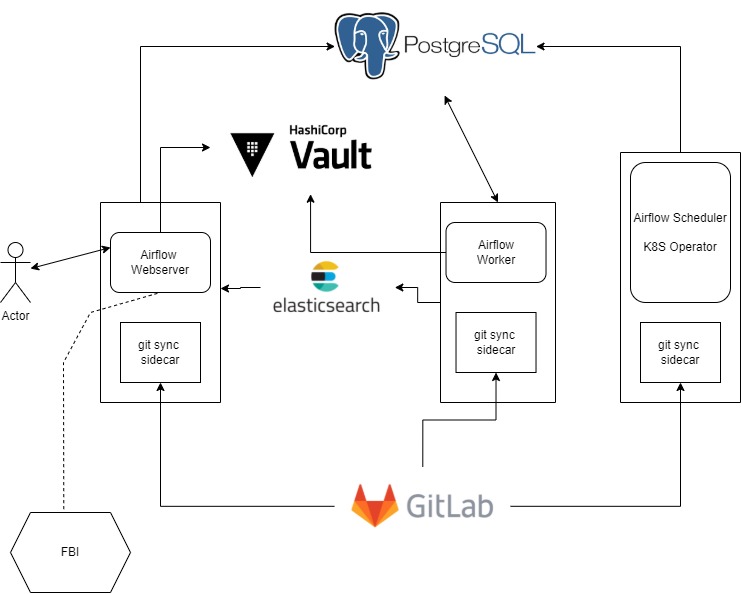 PostgreSQL
HashiCorp
Vault
Airflow Scheduler
K8S Operator
Airflow
Webserver
Airflow
Worker
elasticsearch
Actor
git sync
sidecar
git sync
sidecar
git sync
sidecar
GitLab
FBI